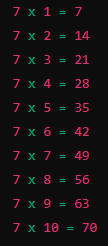 7 x 1 = 7
7 x 2 = 14
7 x 3 = 21
7 x 4 = 28
7 x 5 = 35
7 x 6 = 42
7 x 7 = 49
7 x 8 = 56
7 x 9 = 63
7 x 10 = 70